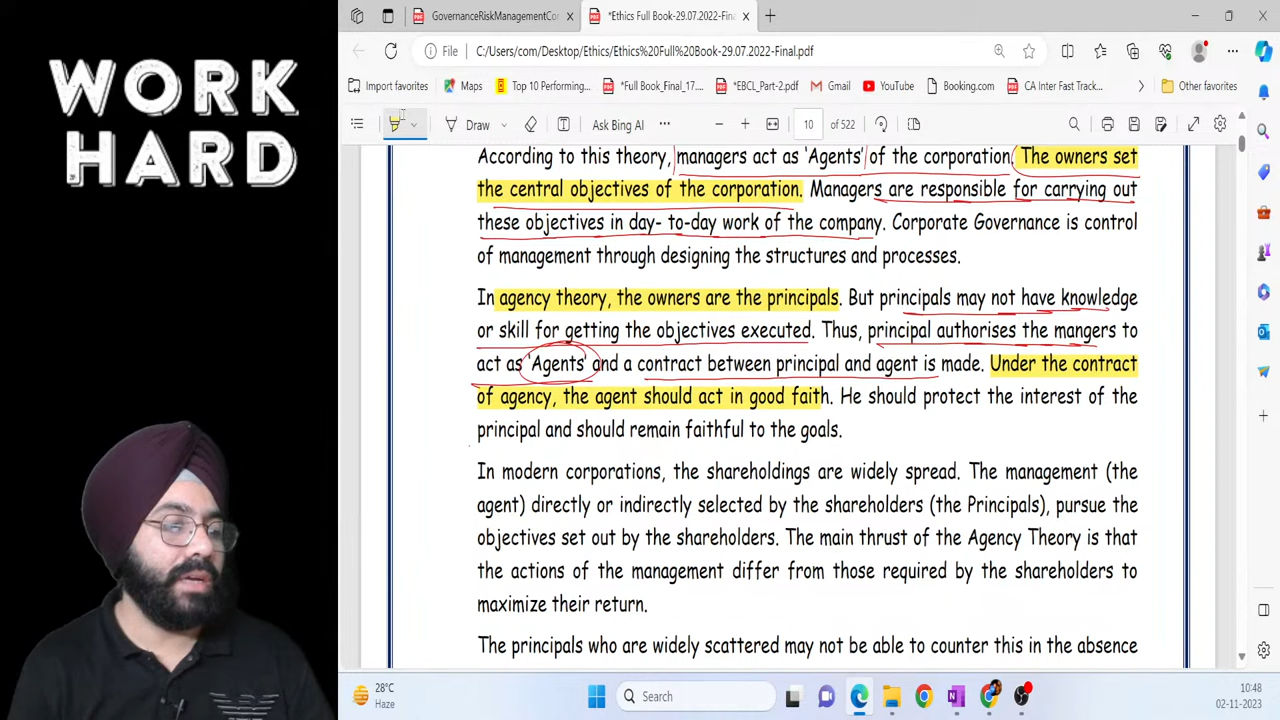 WORK
HARD
GovernanceRiskManagementCo
*Ethics Full Book-29.07.2022-Fina
File
C:/Users/com/Desktop/Ethics/Ethics%20Full%20Book-29.07.2022-Final.pdf
Import favorites
Maps
Top 10 Performing...
*Full Book_Final_17...
*EBCL_Part-2.pdf
Gmail
YouTube
Booking.com
CA Inter Fast Track...
Other favorites
Draw
Ask Bing AI
10 of 522
According to this theory, managers act as 'Agents' of the corporation. The owners set
the central objectives of the corporation. Managers are responsible for carrying out
these objectives in day- to-day work of the company. Corporate Governance is control
of management through designing the structures and processes.
In agency theory, the owners are the principals. But principals may not have knowledge
or skill for getting the objectives executed. Thus, principal authorises the mangers to
act as 'Agents' and a contract between principal and agent is made. Under the contract
of agency, the agent should act in good faith. He should protect the interest of the
principal and should remain faithful to the goals.
In modern corporations, the shareholdings are widely spread. The management (the
agent) directly or indirectly selected by the shareholders (the Principals), pursue the
objectives set out by the shareholders. The main thrust of the Agency Theory is that
the actions of the management differ from those required by the shareholders to
maximize their return.
The principals who are widely scattered may not be able to counter this in the absence
28°C
Haze
Search
10:48
02-11-2023